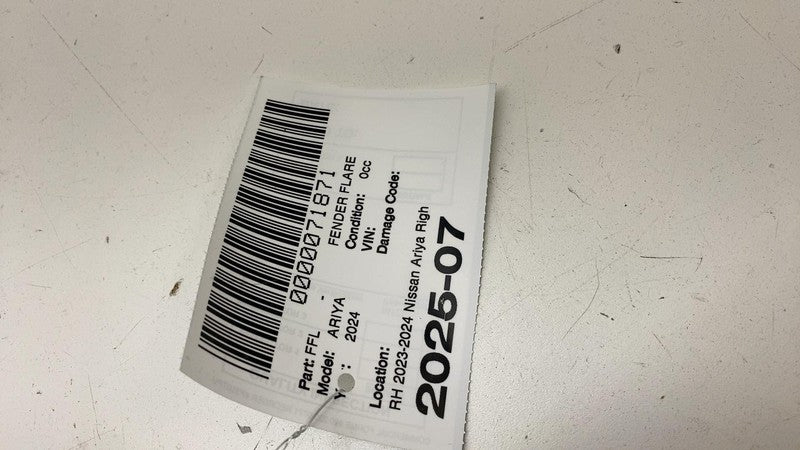 0000071871
Part: FFL - FENDER FLARE
Model: ARIYA Condition: 0cc
2024 VIN:
Damage Code:
Location:
RH 2023-2024 Nissan Ariya Righ
2025-07